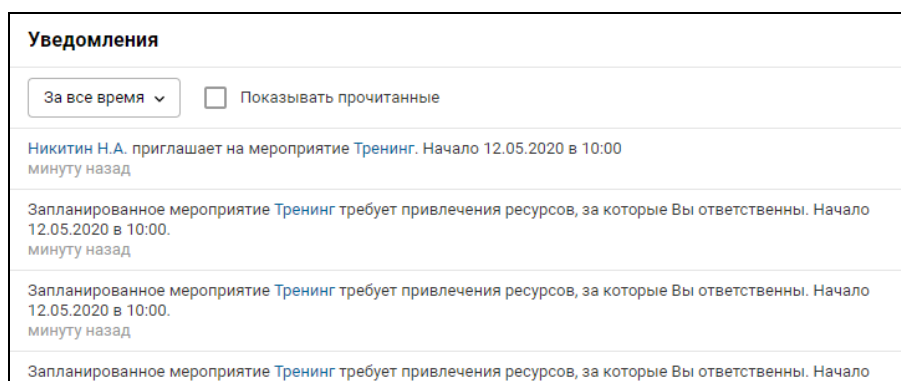 Уведомления
За все время
Показывать прочитанные
Никитин Н.А. приглашает на мероприятие Тренинг. Начало 12.05.2020 в 10:00
минуту назад
Запланированное мероприятие Тренинг требует привлечения ресурсов, за которые Вы ответственны. Начало
12.05.2020 в 10:00.
минуту назад
Запланированное мероприятие Тренинг требует привлечения ресурсов, за которые Вы ответственны. Начало
12.05.2020 в 10:00.
минуту назад
Запланированное мероприятие Тренинг требует привлечения ресурсов, за которые Вы ответственны. Начало